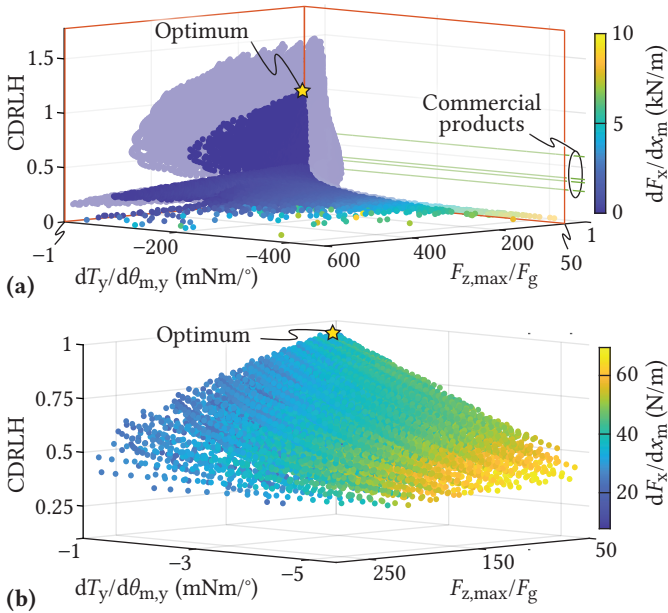 1.5
1
0.5
0
CDRLH
Optimum
Commercial
products
10
5
0
dFx/dxm (kN/m)
−1
−200
−400
600
400
200
50
1
dTy/dθm,y (mNm/°)
Fz,max/Fg
(a)
Optimum
1
0.75
0.5
0.25
CDRLH
60
40
20
dFx/dxm (N/m)
−1
−3
-5
250
150
50
dTy/dθm,y (mNm/°)
Fz,max/Fg
(b)